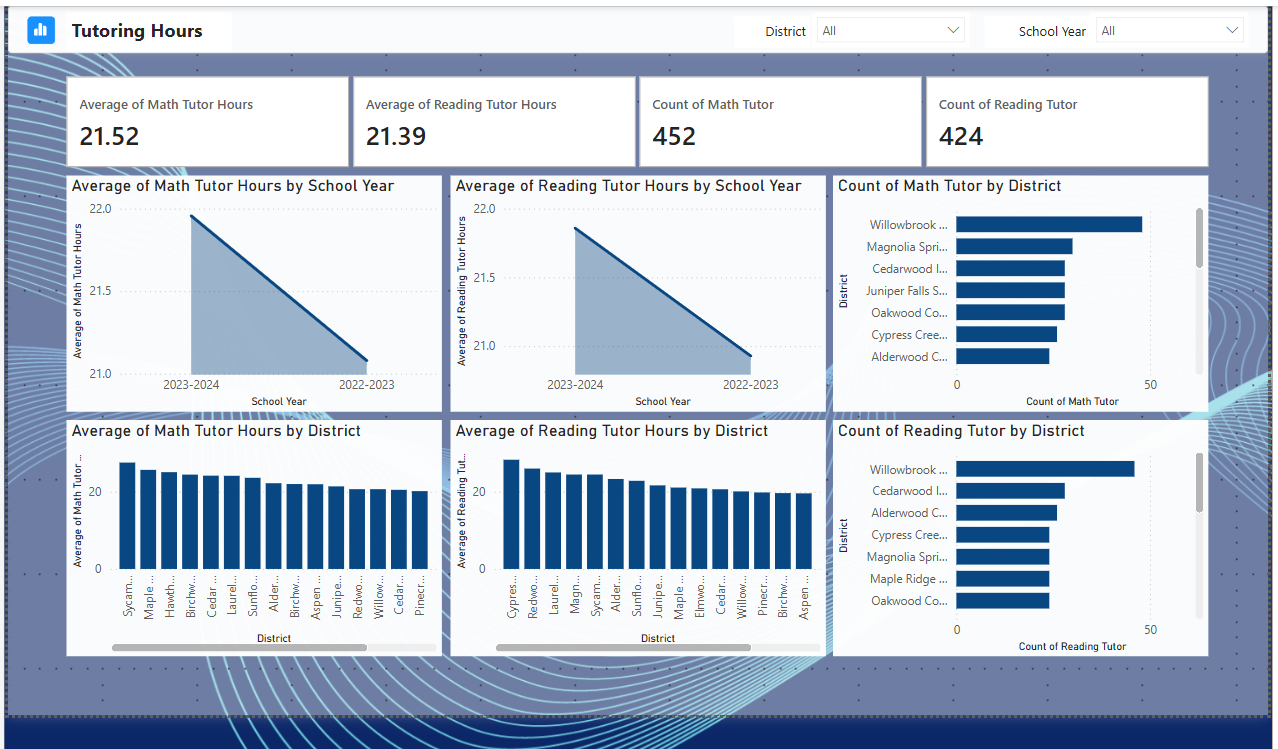 Tutoring Hours
District
All
School Year
All
Average of Math Tutor Hours
21.52
Average of Reading Tutor Hours
21.39
Count of Math Tutor
452
Count of Reading Tutor
424
Average of Math Tutor Hours by School Year
Average of Math Tutor Hours
22.0
21.5
21.0
2023-2024
2022-2023
School Year
Average of Reading Tutor Hours by School Year
Average of Reading Tutor Hours
22.0
21.5
21.0
2023-2024
2022-2023
School Year
Count of Math Tutor by District
District
Willowbrook ...
Magnolia Spri...
Cedarwood I...
Juniper Falls S...
Oakwood Co...
Cypress Cree...
Alderwood C...
0
50
Count of Math Tutor
Average of Math Tutor Hours by District
Average of Math Tutor ...
20
0
Sycam...
Maple ...
Hawth...
Birchw...
Cedar ...
Laurel...
Sunflo...
Alder...
Birchw...
Aspen ...
Junipe...
Redwo...
Willow...
Cedar...
Pinecr...
District
Average of Reading Tutor Hours by District
Average of Reading Tut...
20
0
Cypres...
Redwo...
Laurel...
Magn...
Sycam...
Alder...
Sunflo...
Junipe...
Maple ...
Elmwo...
Cedar...
Willow...
Pinecr...
Birchw...
Aspen ...
District
Count of Reading Tutor by District
District
Willowbrook ...
Cedarwood I...
Alderwood C...
Cypress Cree...
Magnolia Spri...
Maple Ridge ...
Oakwood Co...
0
50
Count of Reading Tutor